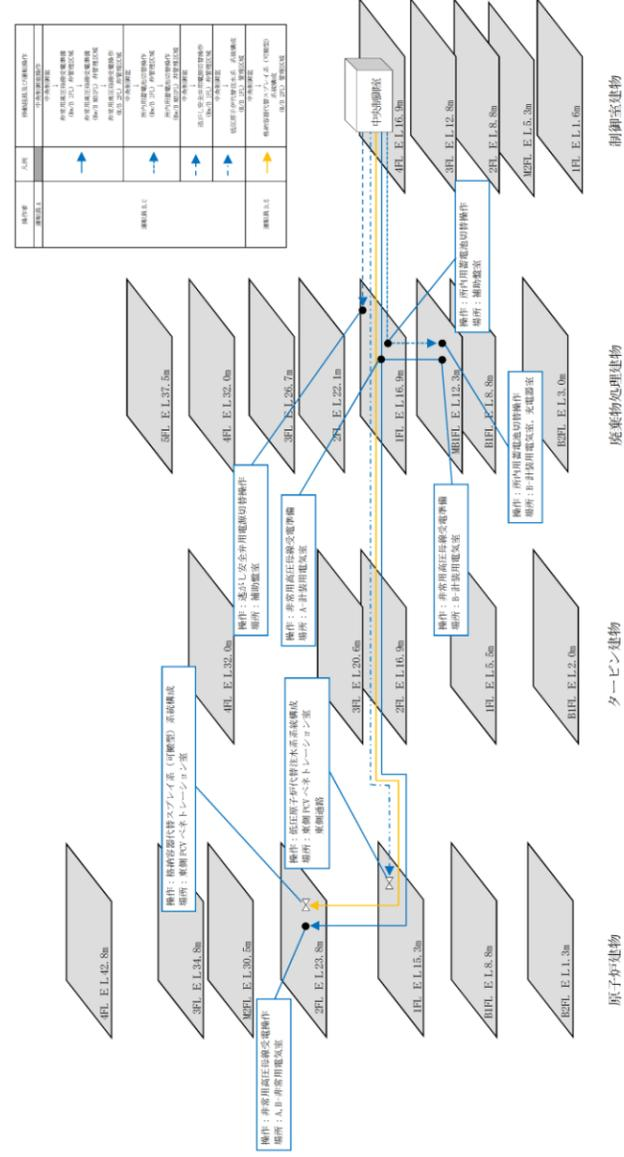 操作者
凡例
移動経路及び運転操作
運転員A
中央制御室操作
中央制御室
運転員B,C
運転員D,E
4FL EL42.8m
3FL EL34.8m
M2FL EL30.5m
2FL EL23.8m
1FL EL15.3m
B1FL EL8.8m
B2FL EL1.3m
原子炉建物
操作：非常用高圧母線受電操作
場所：A,B-非常用電気室
操作：格納容器代替スプレイ系（可搬型）系統構成
場所：東側PCVペネトレーション室
操作：低圧原子炉代替注水系系統構成
場所：東側PCVペネトレーション室
東側通路
4FL EL32.0m
3FL EL20.6m
2FL EL16.9m
1FL EL5.5m
B1FL EL2.0m
タービン建物
操作：逃がし安全弁用電源切替操作
場所：補助盤室
操作：非常用高圧母線受電準備
場所：A-計装用電気室
操作：非常用高圧母線受電準備
場所：B-計装用電気室
5FL EL37.5m
4FL EL32.0m
3FL EL26.7m
2FL EL22.1m
1FL EL16.9m
MB1FL EL12.3m
B1FL EL8.8m
B2FL EL3.0m
廃棄物処理建物
操作：所内用蓄電池切替操作
場所：B-計装用電気室，充電器室
操作：所内用蓄電池切替操作
場所：補助盤室
中央制御室
4FL EL16.9m
3FL EL12.8m
2FL EL8.8m
M2FL EL5.3m
1FL EL1.6m
制御室建物